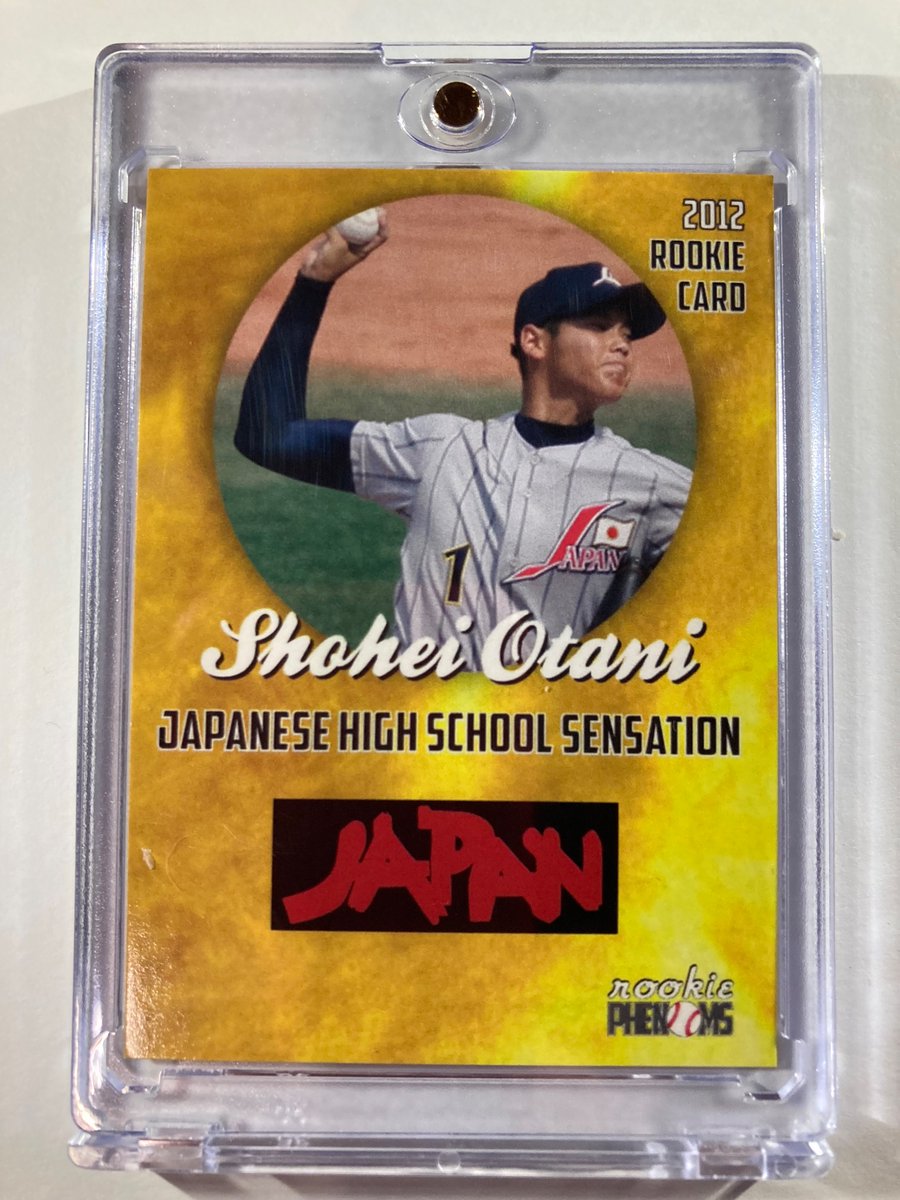 2012
ROOKIE
CARD
1
JAPAN
Shohei Otani
JAPANESE HIGH SCHOOL SENSATION
JAPAN
rookie
PHENOMS